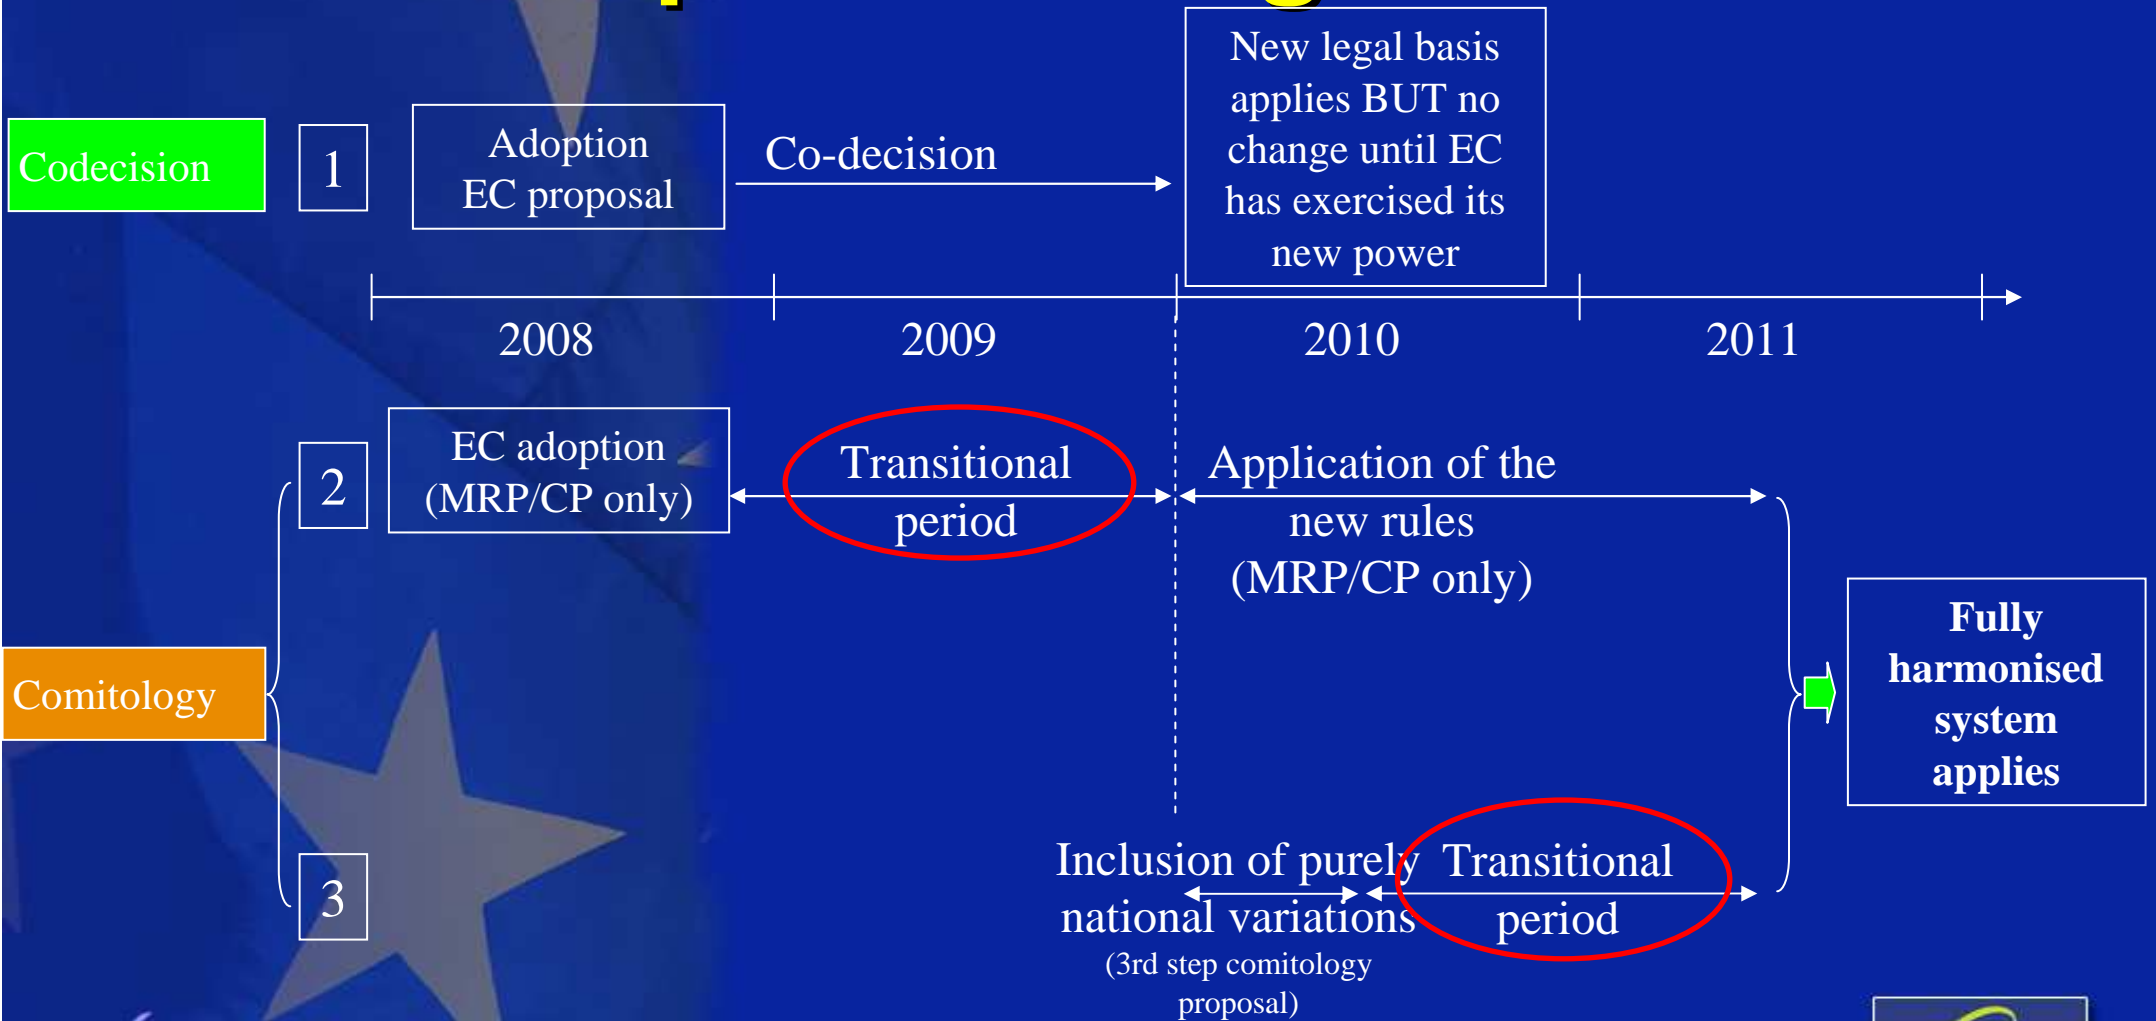 Codecision
1
Adoption
EC proposal
Co-decision
New legal basis
applies BUT no
change until EC
has exercised its
new power
2008
2009
2010
2011
2
EC adoption
(MRP/CP only)
Transitional
period
Application of the
new rules
(MRP/CP only)
Comitology
Fully
harmonised
system
applies
3
Inclusion of purely
national variations
(3rd step comitology
proposal)
Transitional
period